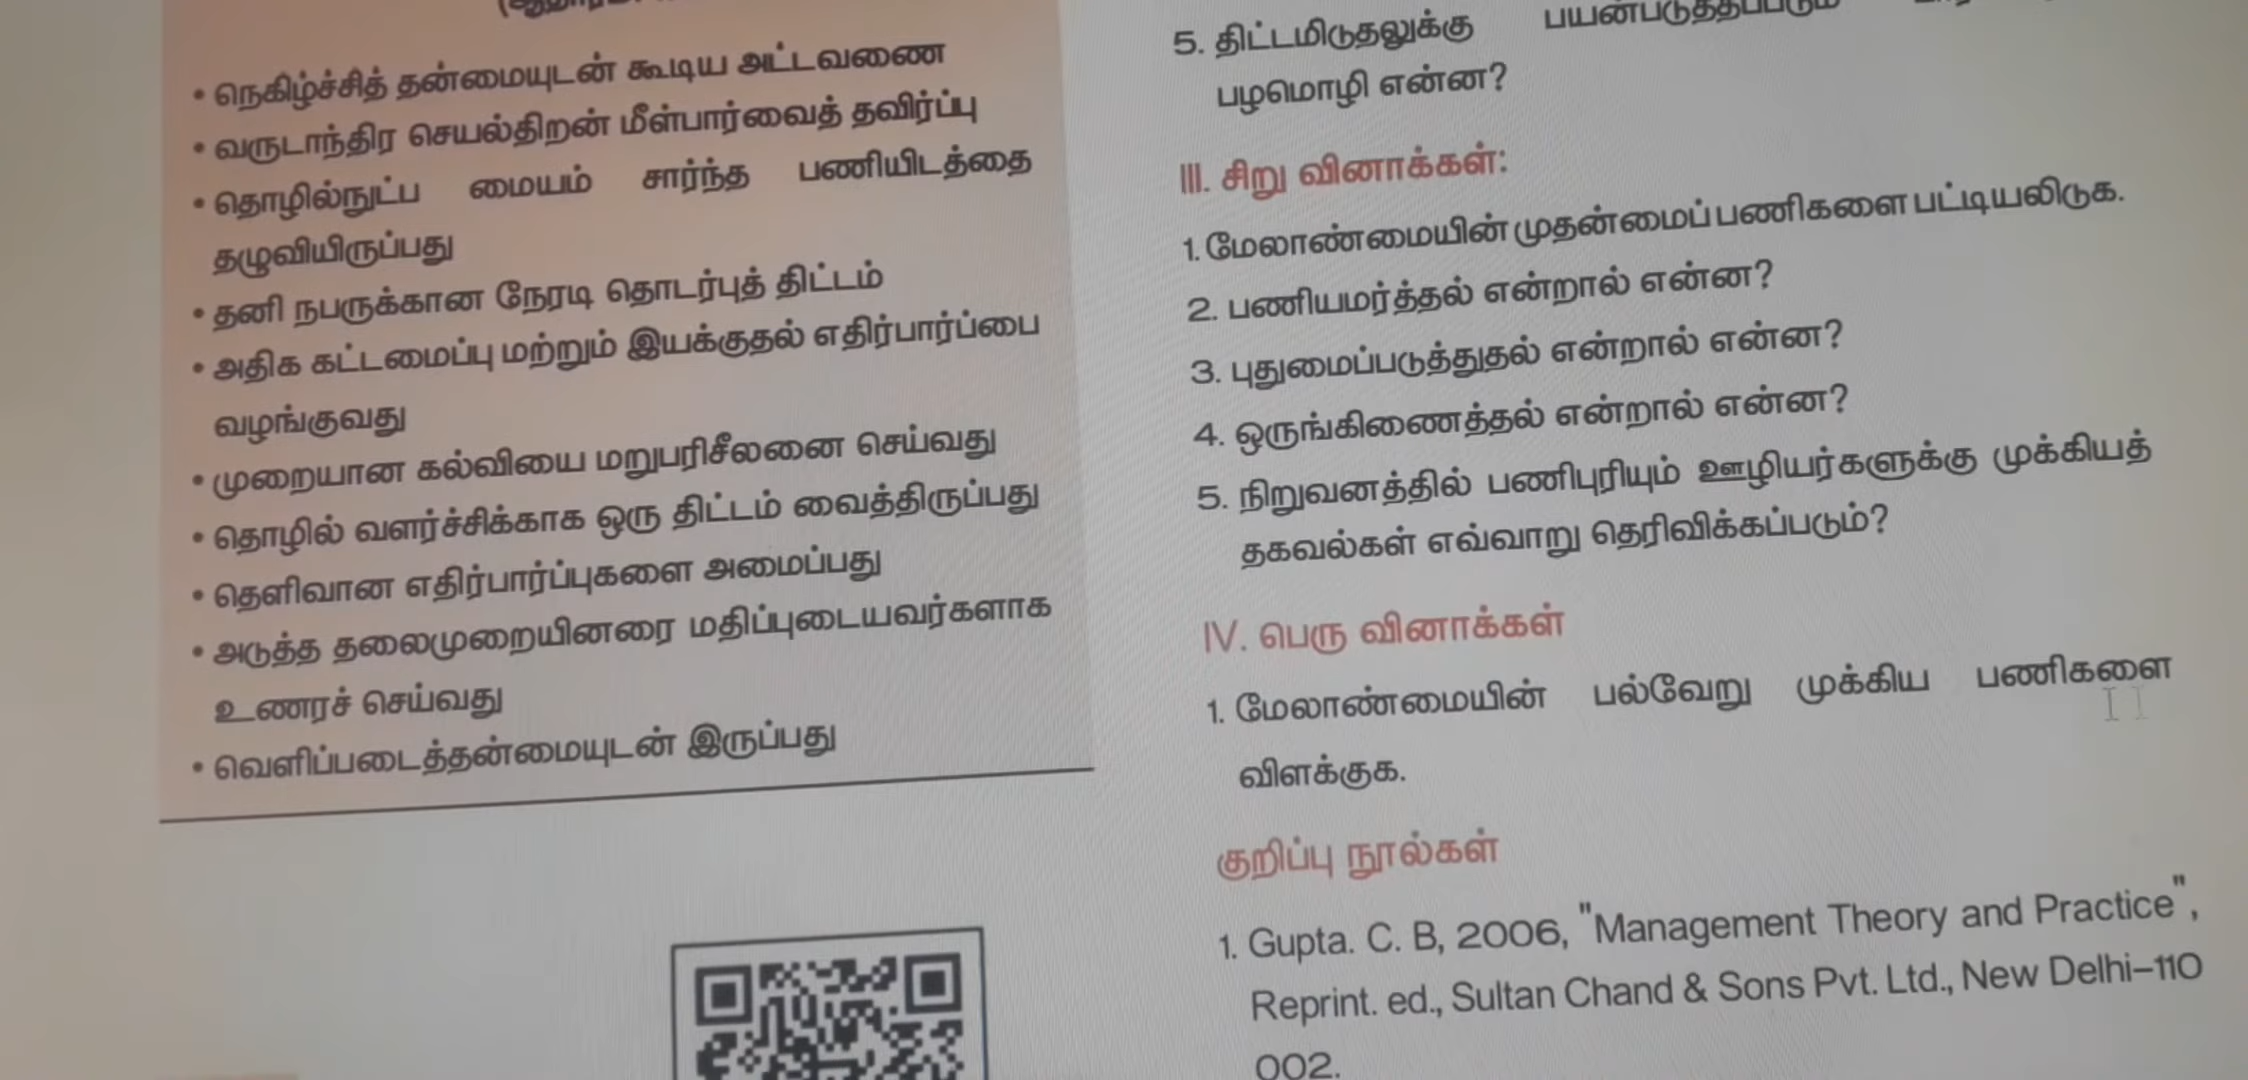 • நெகிழ்ச்சித் தன்மையுடன் கூடிய அட்டவணை
• வருடாந்திர செயல்திறன் மீள்பார்வைத் தவிர்ப்பு
• தொழில்நுட்ப மையம் சார்ந்த பணியிடத்தை
தழுவியிருப்பது
• தனி நபருக்கான நேரடி தொடர்புத் திட்டம்
• அதிக கட்டமைப்பு மற்றும் இயக்குதல் எதிர்பார்ப்பை
வழங்குவது
• முறையான கல்வியை மறுபரிசீலனை செய்வது
• தொழில் வளர்ச்சிக்காக ஒரு திட்டம் வைத்திருப்பது
• தெளிவான எதிர்பார்ப்புகளை அமைப்பது
• அடுத்த தலைமுறையினரை மதிப்புடையவர்களாக
உணரச் செய்வது
• வெளிப்படைத்தன்மையுடன் இருப்பது
5. திட்டமிடுதலுக்கு பயன்படுத்தப்படும்
பழமொழி என்ன?
III. சிறு வினாக்கள்:
1. மேலாண்மையின் முதன்மைப் பணிகளை பட்டியலிடுக.
2. பணியமர்த்தல் என்றால் என்ன?
3. புதுமைப்படுத்துதல் என்றால் என்ன?
4. ஒருங்கிணைத்தல் என்றால் என்ன?
5. நிறுவனத்தில் பணிபுரியும் ஊழியர்களுக்கு முக்கியத்
தகவல்கள் எவ்வாறு தெரிவிக்கப்படும்?
IV. பெரு வினாக்கள்
1. மேலாண்மையின் பல்வேறு முக்கிய பணிகளை
விளக்குக.
குறிப்பு நூல்கள்
1. Gupta. C. B, 2006, "Management Theory and Practice",
Reprint. ed., Sultan Chand & Sons Pvt. Ltd., New Delhi–110
002.